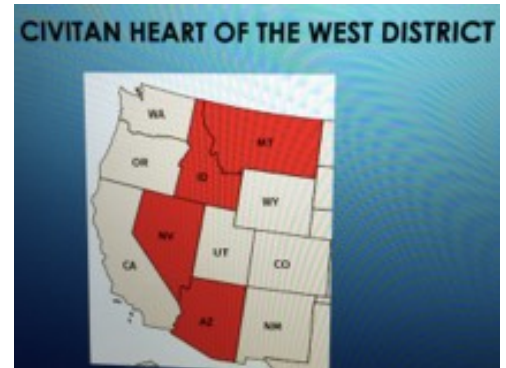 CIVITAN HEART OF THE WEST DISTRICT
WA
MT
OR
ID
WY
NV
UT
CA
CO
AZ
NM